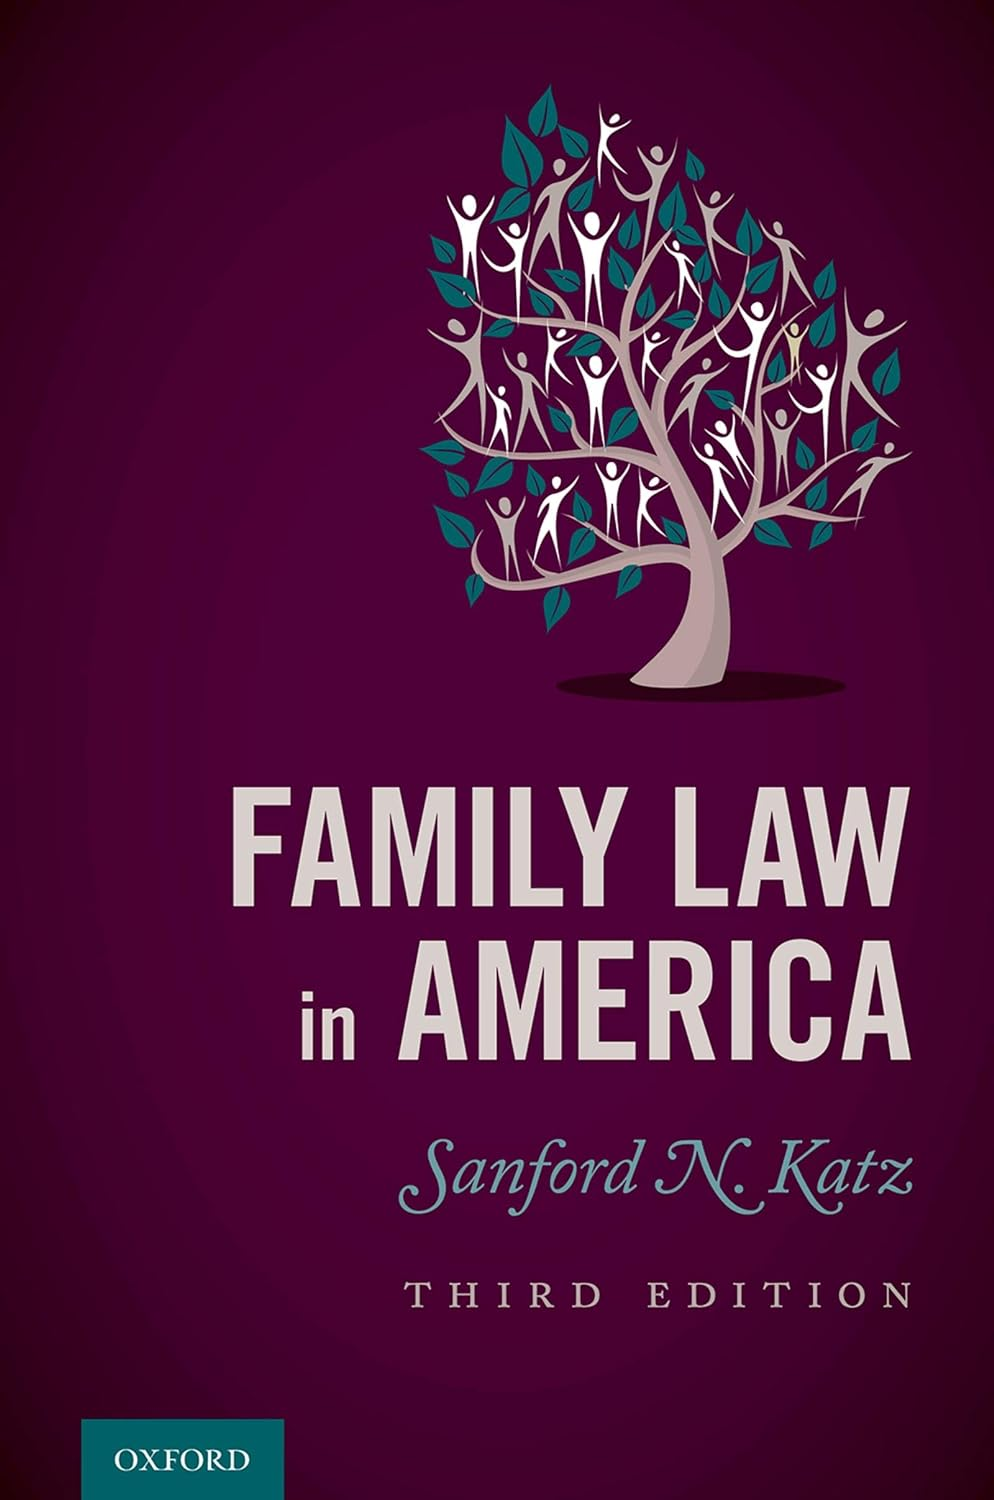 FAMILY LAW
in AMERICA
Sanford N. Katz
THIRD EDITION
OXFORD